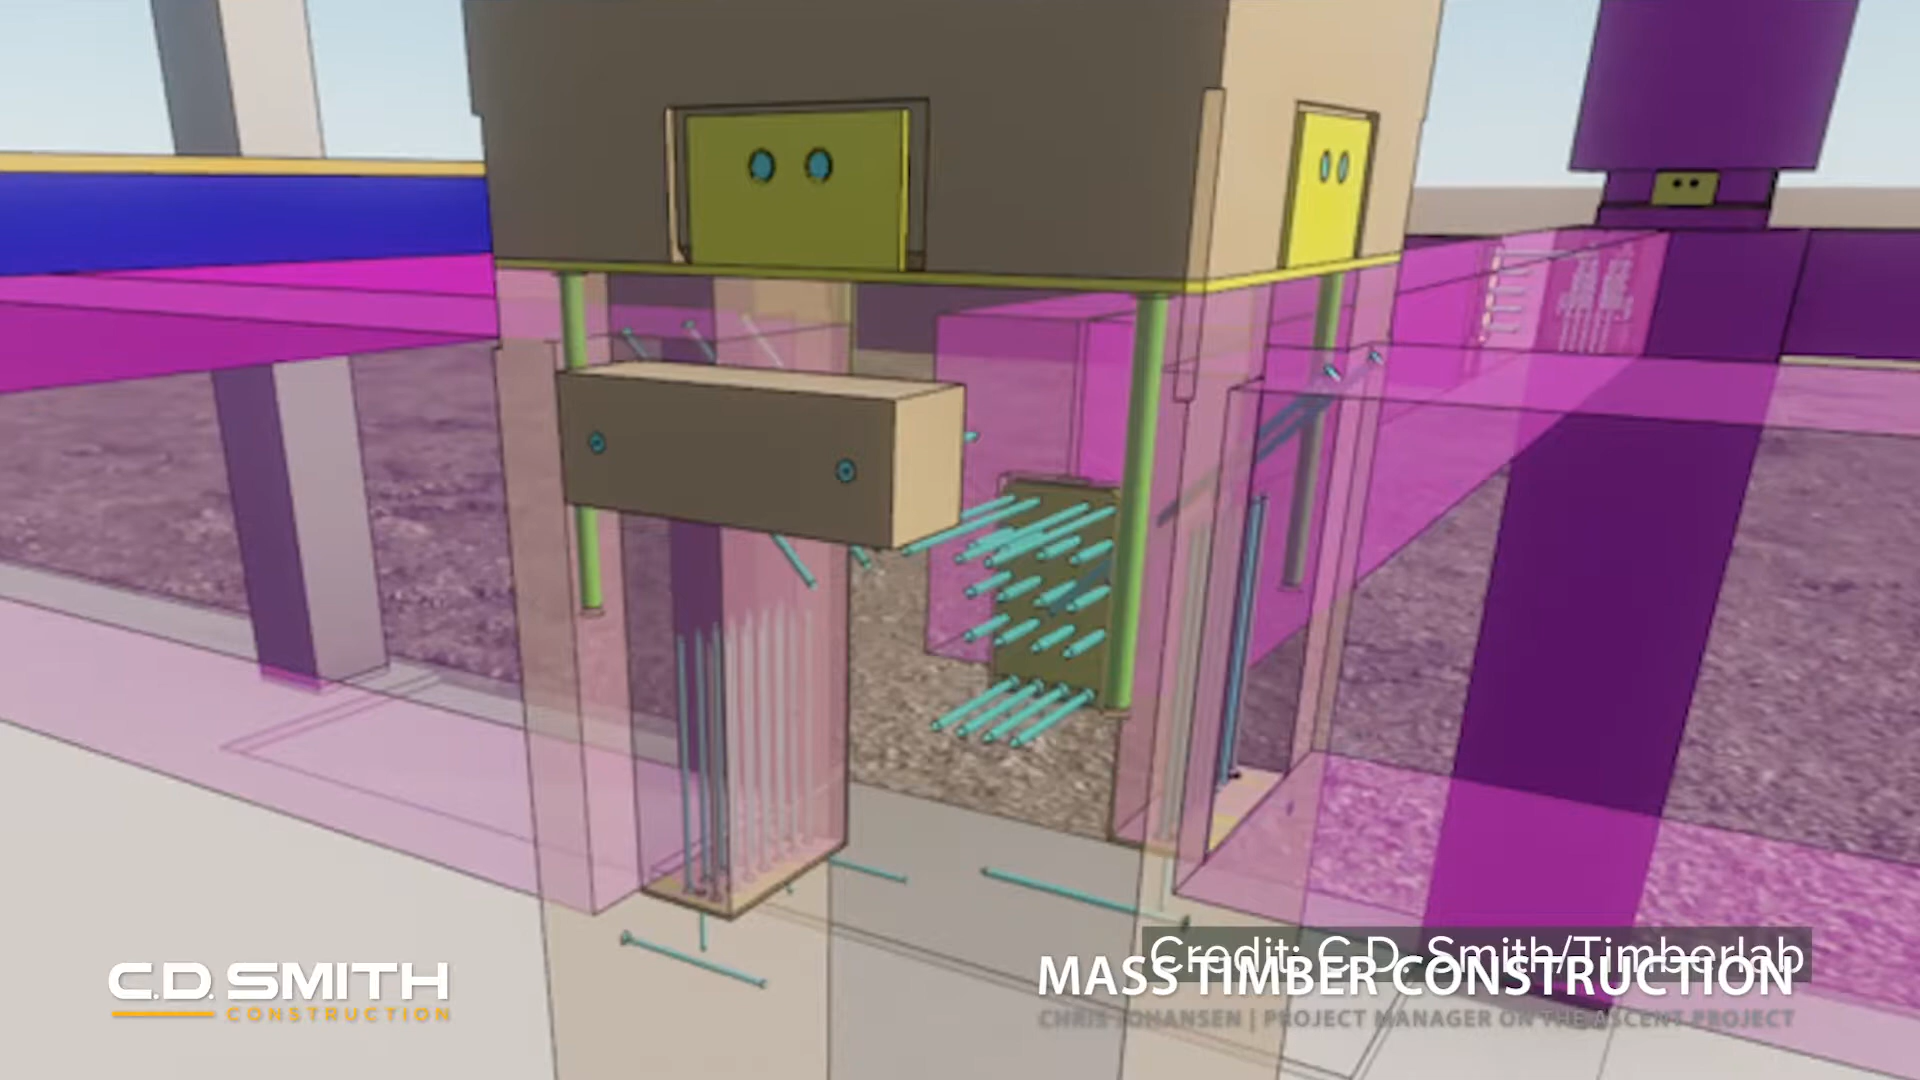 C.D. SMITH
CONSTRUCTION
Credit: C.D. Smith/Timberlab
MASS TIMBER CONSTRUCTION
CHRIS JOHANSEN | PROJECT MANAGER ON THE ASCENT PROJECT